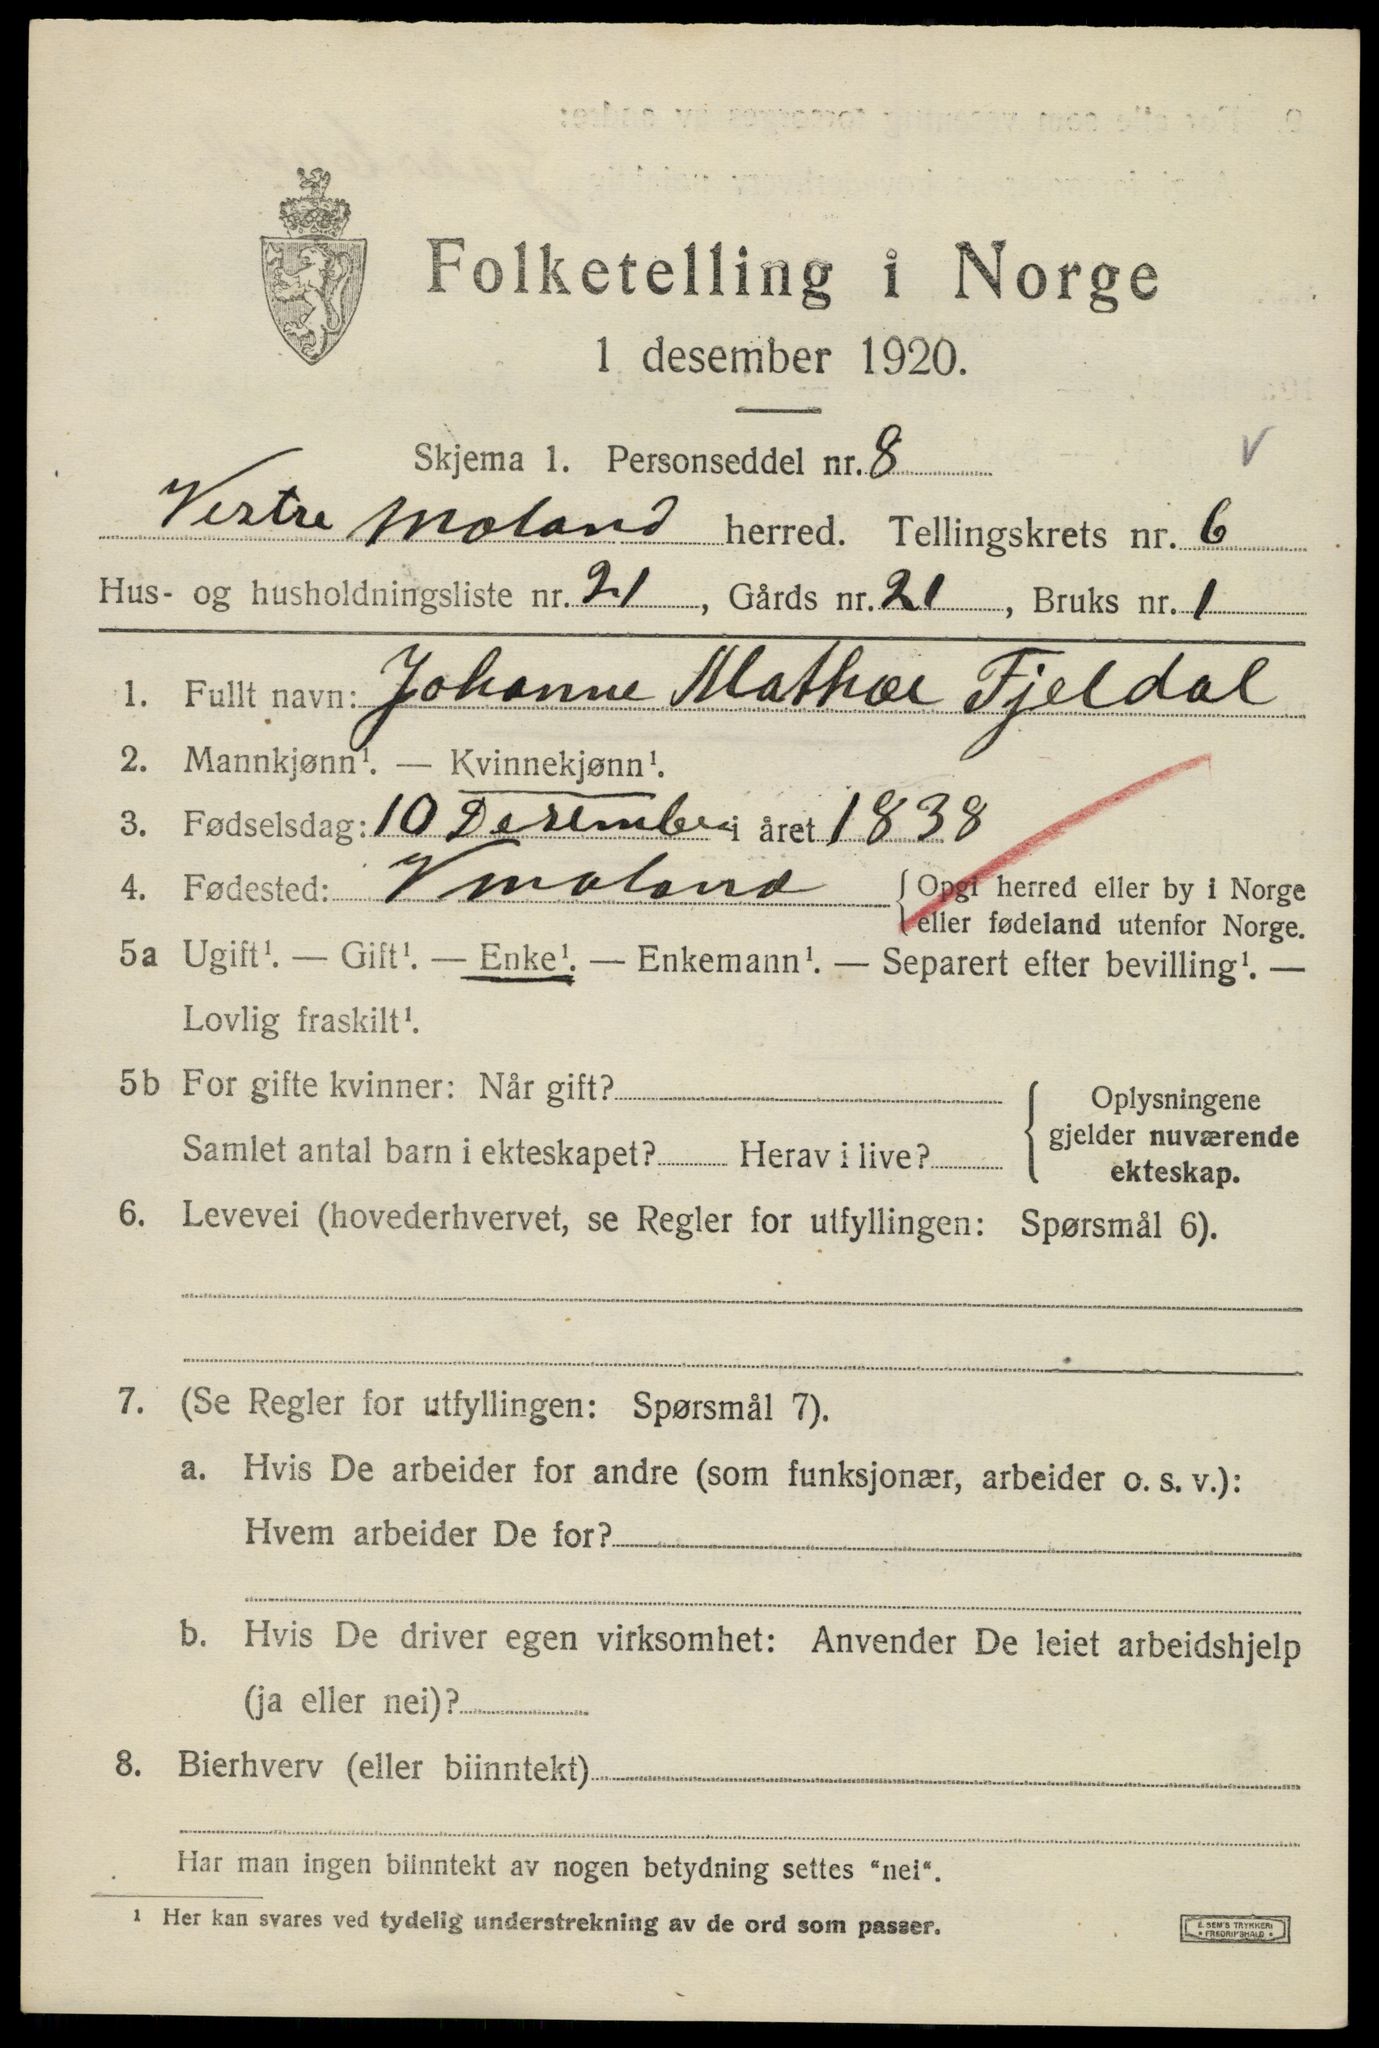 Folketelling i Norge
1 desember 1920.
Skjema 1. Personseddel nr. 8
Vestre Moland herred. Tellingskrets nr. 6
Hus- og husholdningsliste nr. 21, Gårds nr. 21, Bruks nr. 1
1. Fullt navn: Johanne Mathea Fjeldal
2. Mannkjønn¹. — Kvinnekjønn¹.
3. Fødselsdag: 10 Desember i året 1838
4. Fødested: V moland {Opgi herred eller by i Norge
eller fødeland utenfor Norge.
5a Ugift¹. — Gift¹. — Enke¹. — Enkemann¹. — Separert efter bevilling¹. —
Lovlig fraskilt¹.
5b For gifte kvinner: Når gift?
Samlet antal barn i ekteskapet? Herav i live?
{ Oplysningene
gjelder nuværende
ekteskap.
6. Levevei (hovederhvervet, se Regler for utfyllingen: Spørsmål 6).
7. (Se Regler for utfyllingen: Spørsmål 7).
a. Hvis De arbeider for andre (som funksjonær, arbeider o. s. v.):
Hvem arbeider De for?
b. Hvis De driver egen virksomhet: Anvender De leiet arbeidshjelp
(ja eller nei)?
8. Bierhverv (eller biinntekt)
Har man ingen biinntekt av nogen betydning settes "nei".
¹ Her kan svares ved tydelig understrekning av de ord som passer.
E. SEM'S TRYKKERI
• FREDRIKSHALD •